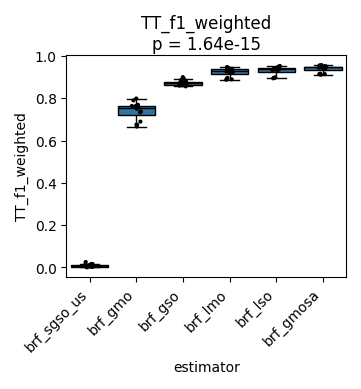 TT_f1_weighted
p = 1.64e-15
TT_f1_weighted
1.0
0.8
0.6
0.4
0.2
0.0
brf_sgso_us
brf_gmo
brf_gso
brf_lmo
brf_lso
brf_gmosa
estimator